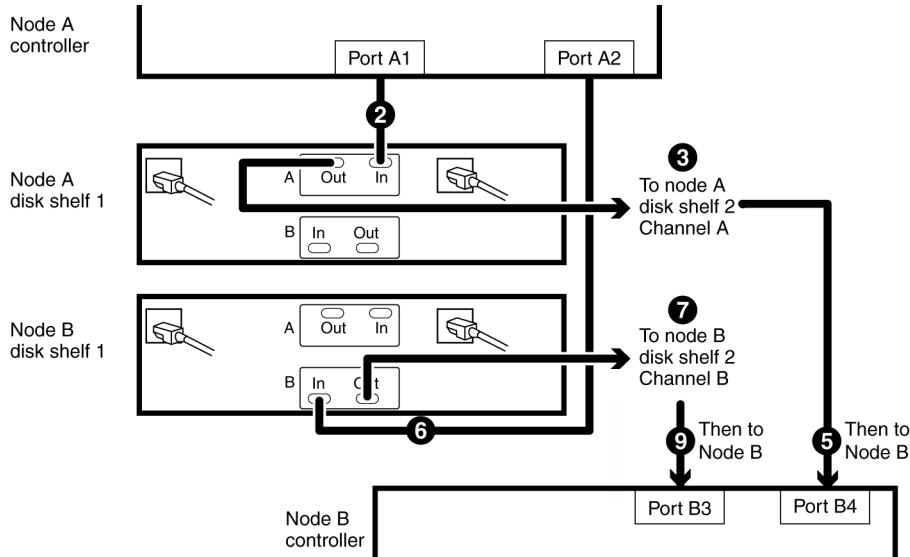 Node A
controller
Port A1
Port A2
2
Node A
disk shelf 1
A
Out
In
B
In
Out
3
To node A
disk shelf 2
Channel A
Node B
disk shelf 1
A
Out
In
B
In
Out
7
To node B
disk shelf 2
Channel B
6
9
Then to
Node B
5
Then to
Node B
Port B3
Port B4
Node B
controller